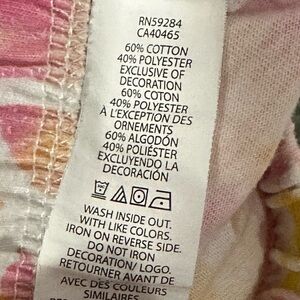 RN59284
CA40465
60% COTTON
40% POLYESTER
EXCLUSIVE OF
DECORATION
60% COTON
40% POLYESTER
À L'EXCEPTION DES
ORNEMENTS
60% ALGODÓN
40% POLIÉSTER
EXCLUYENDO LA
DECORACIÓN
WASH INSIDE OUT.
WITH LIKE COLORS.
IRON ON REVERSE SIDE.
DO NOT IRON
DECORATION/ LOGO.
RETOURNER AVANT DE
AVEC DES COULEURS
SIMILAIRES